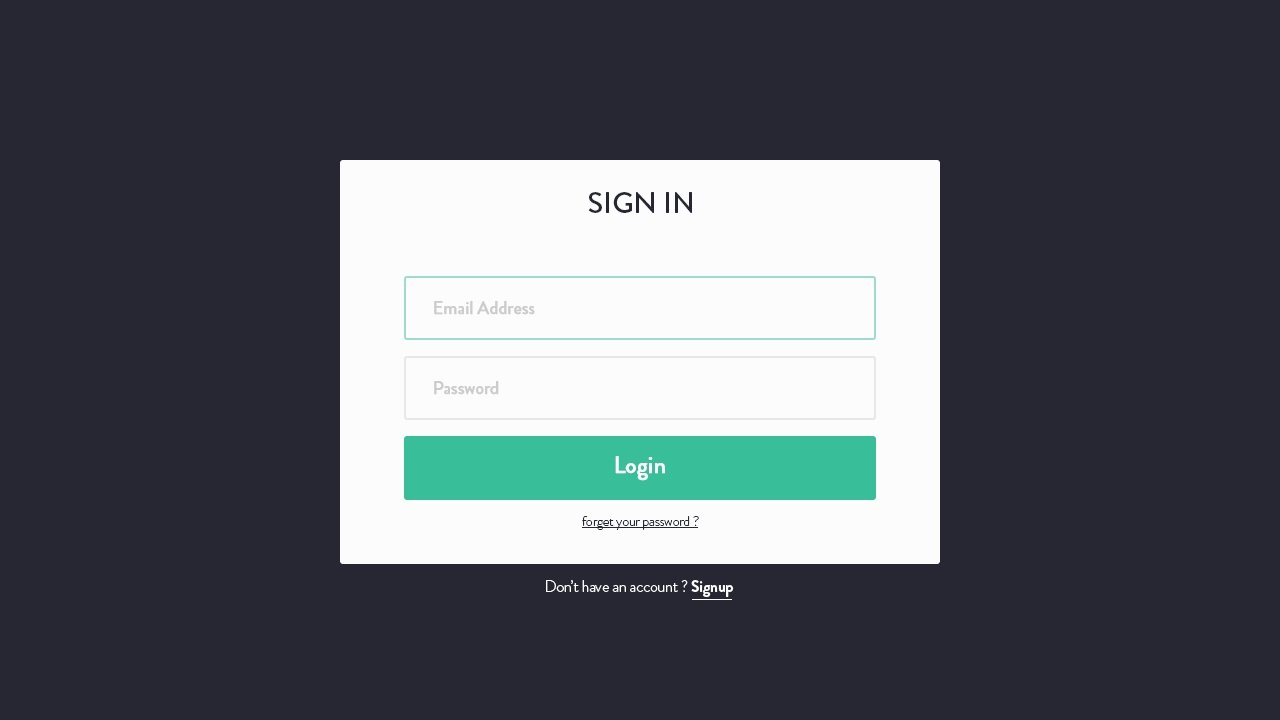 SIGN IN
Email Address
Password
Login
forget your password ?
Don't have an account ? Signup